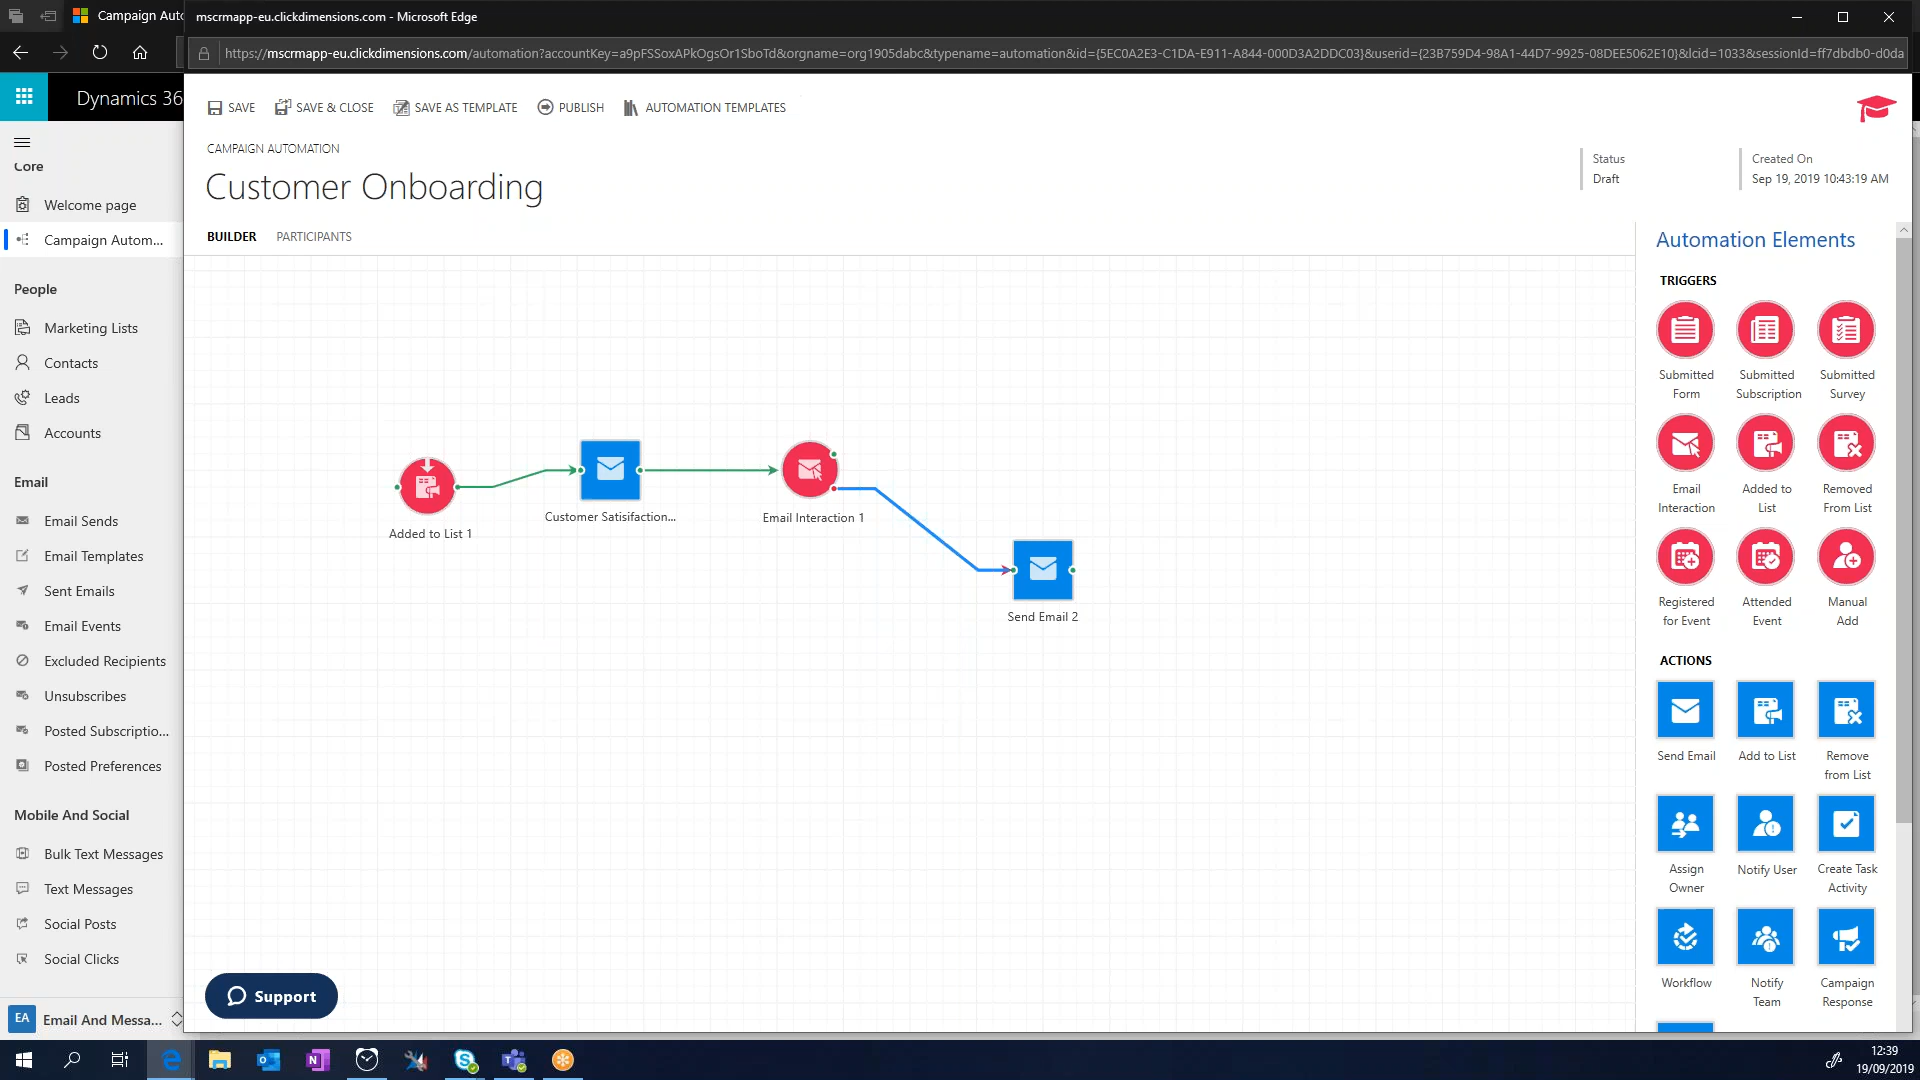 Campaign Auto
mscrmapp-eu.clickdimensions.com - Microsoft Edge
https://mscrmapp-eu.clickdimensions.com/automation?accountKey=a9pFSSoxAPkOgsOr1SboTd&orgname=org1905dabc&typename=automation&id={5EC0A2E3-C1DA-E911-A844-000D3A2DDC03}&userid={23B759D4-98A1-44D7-9925-08DEE5062E10}&lcid=1033&sessionId=ff7dbdb0-d0da
Dynamics 36
SAVE
SAVE & CLOSE
SAVE AS TEMPLATE
PUBLISH
AUTOMATION TEMPLATES
CAMPAIGN AUTOMATION
Customer Onboarding
Status
Draft
Created On
Sep 19, 2019 10:43:19 AM
BUILDER
PARTICIPANTS
Core
Welcome page
Campaign Autom...
People
Marketing Lists
Contacts
Leads
Accounts
Email
Email Sends
Email Templates
Sent Emails
Email Events
Excluded Recipients
Unsubscribes
Posted Subscriptio...
Posted Preferences
Mobile And Social
Bulk Text Messages
Text Messages
Social Posts
Social Clicks
EA
Email And Messa...
Added to List 1
Customer Satisifaction...
Email Interaction 1
Send Email 2
Support
Automation Elements
TRIGGERS
Submitted Form
Submitted Subscription
Submitted Survey
Email Interaction
Added to List
Removed From List
Registered for Event
Attended Event
Manual Add
ACTIONS
Send Email
Add to List
Remove from List
Assign Owner
Notify User
Create Task Activity
Workflow
Notify Team
Campaign Response
12:39
19/09/2019